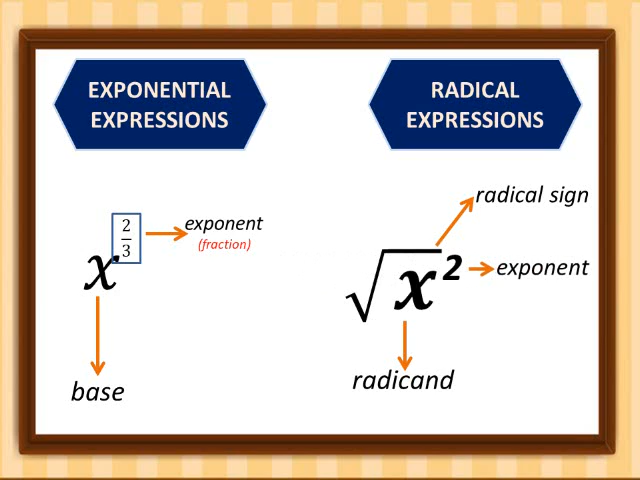 EXPONENTIAL
EXPRESSIONS
RADICAL
EXPRESSIONS
radical sign
x^{2/3}
exponent
(fraction)
√x²
exponent
base
radicand